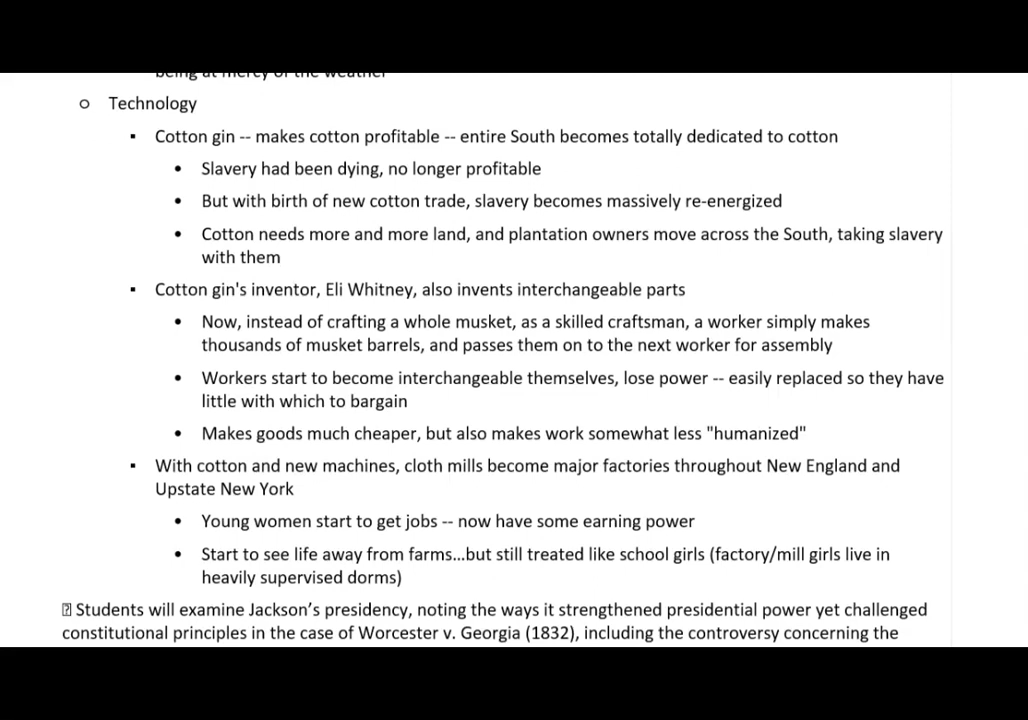 being at mercy of the weather
o Technology
▪ Cotton gin -- makes cotton profitable -- entire South becomes totally dedicated to cotton
• Slavery had been dying, no longer profitable
• But with birth of new cotton trade, slavery becomes massively re-energized
• Cotton needs more and more land, and plantation owners move across the South, taking slavery
with them
▪ Cotton gin's inventor, Eli Whitney, also invents interchangeable parts
• Now, instead of crafting a whole musket, as a skilled craftsman, a worker simply makes
thousands of musket barrels, and passes them on to the next worker for assembly
• Workers start to become interchangeable themselves, lose power -- easily replaced so they have
little with which to bargain
• Makes goods much cheaper, but also makes work somewhat less "humanized"
▪ With cotton and new machines, cloth mills become major factories throughout New England and
Upstate New York
• Young women start to get jobs -- now have some earning power
• Start to see life away from farms...but still treated like school girls (factory/mill girls live in
heavily supervised dorms)
⍰ Students will examine Jackson’s presidency, noting the ways it strengthened presidential power yet challenged
constitutional principles in the case of Worcester v. Georgia (1832), including the controversy concerning the